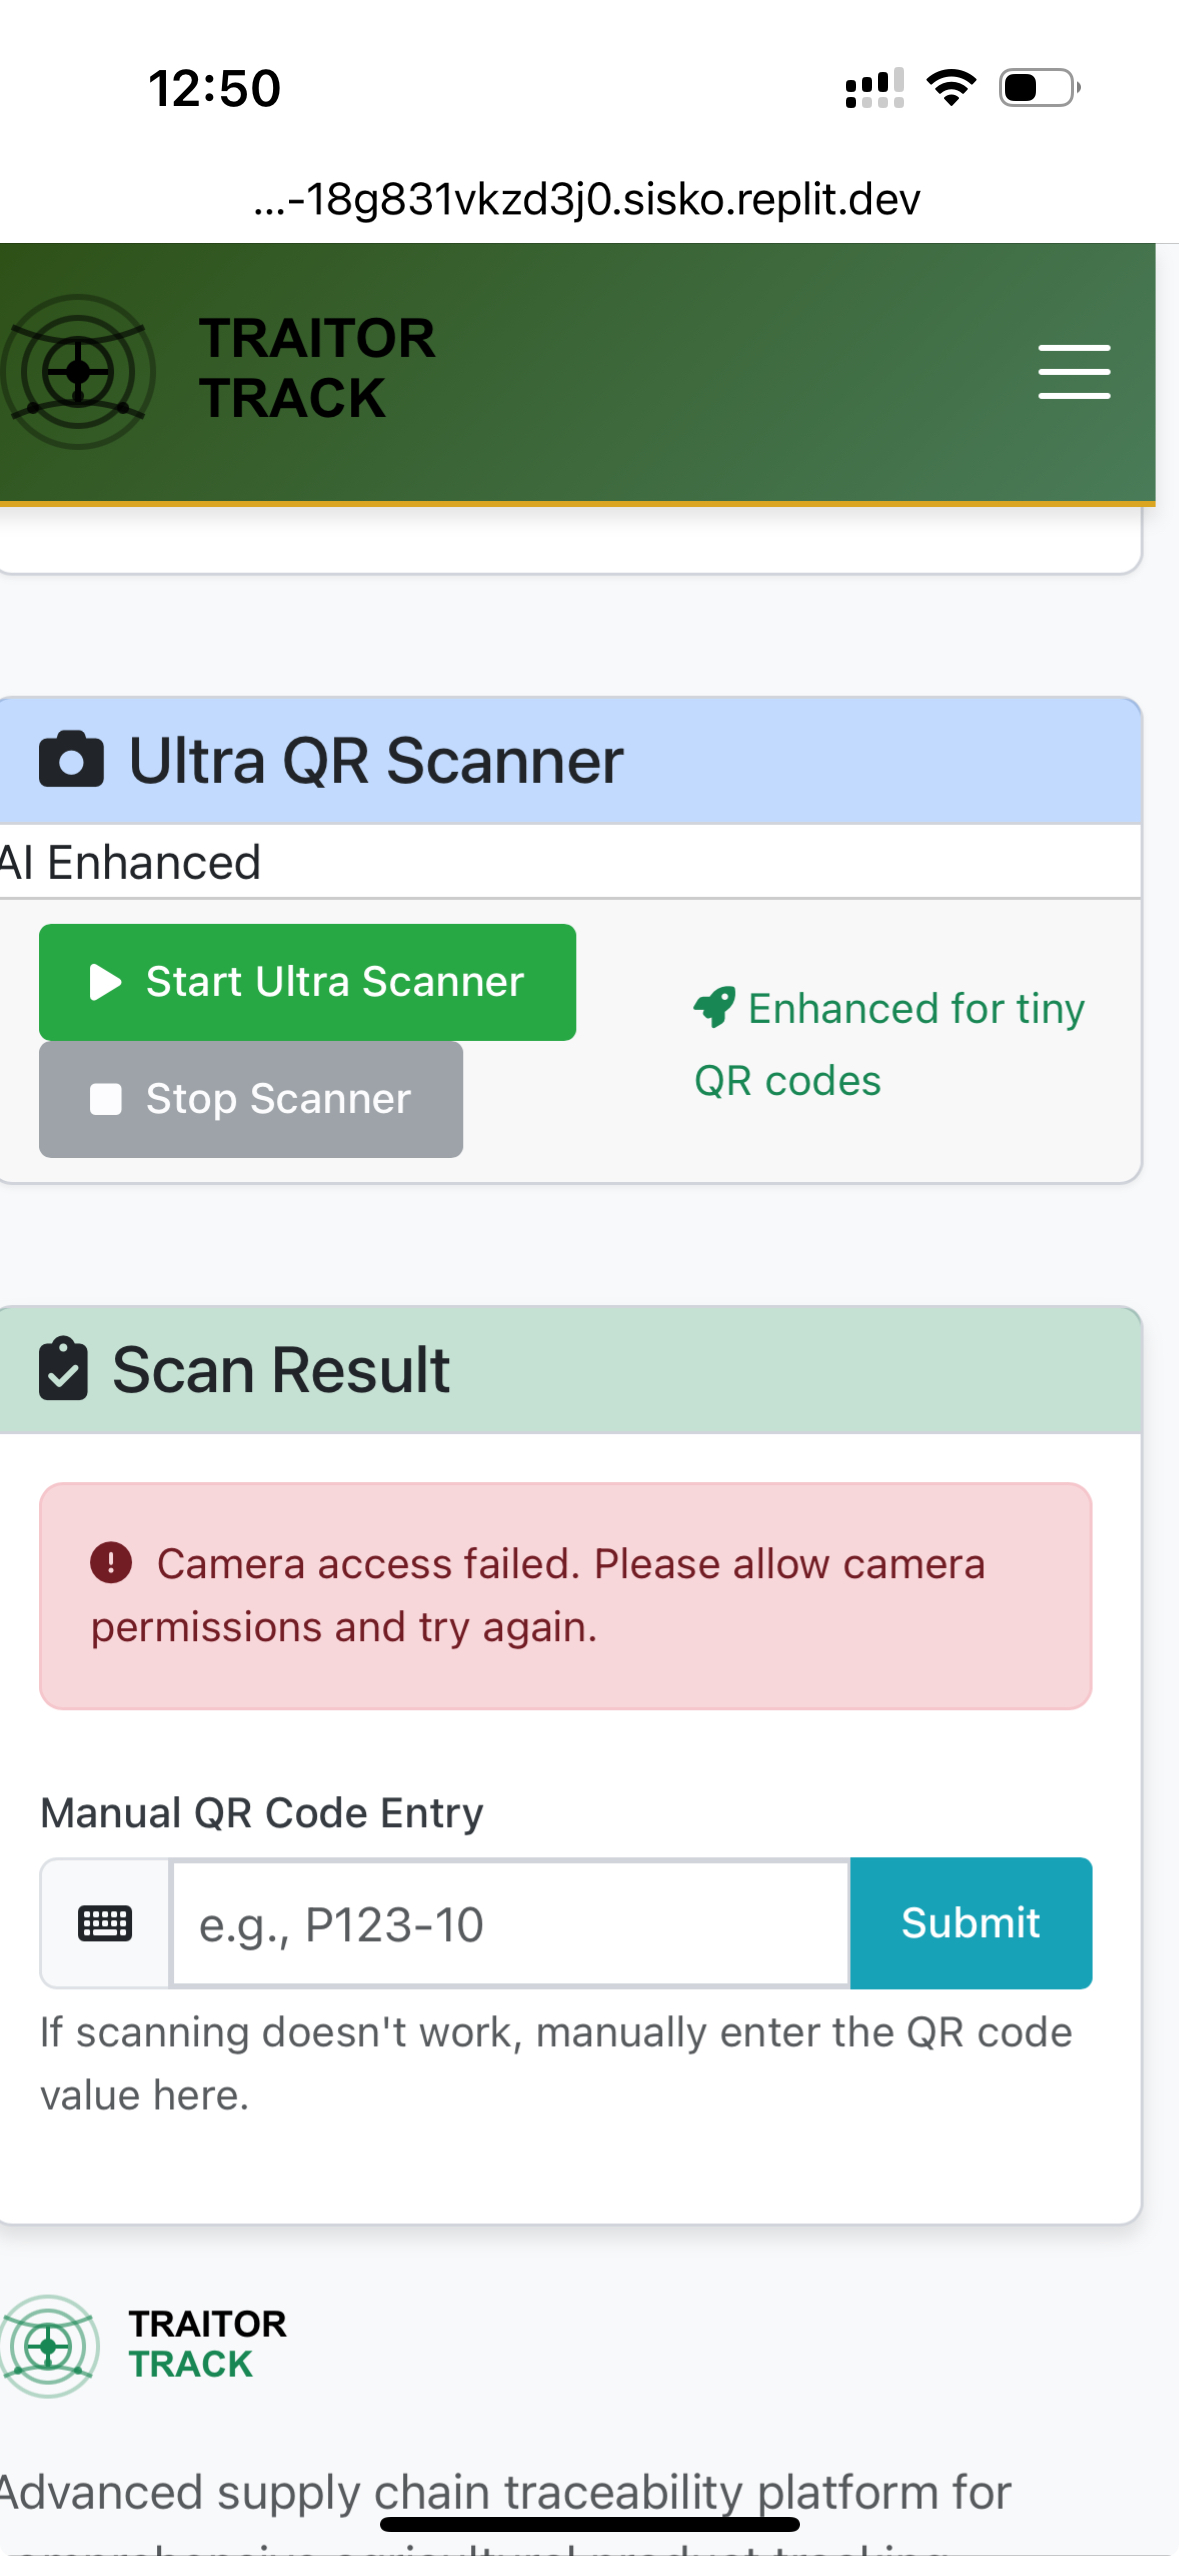 12:50
...-18g831vkzd3j0.sisko.replit.dev
TRAITOR
TRACK
Ultra QR Scanner
AI Enhanced
Start Ultra Scanner
Stop Scanner
Enhanced for tiny
QR codes
Scan Result
Camera access failed. Please allow camera
permissions and try again.
Manual QR Code Entry
e.g., P123-10
Submit
If scanning doesn't work, manually enter the QR code
value here.
TRAITOR
TRACK
Advanced supply chain traceability platform for